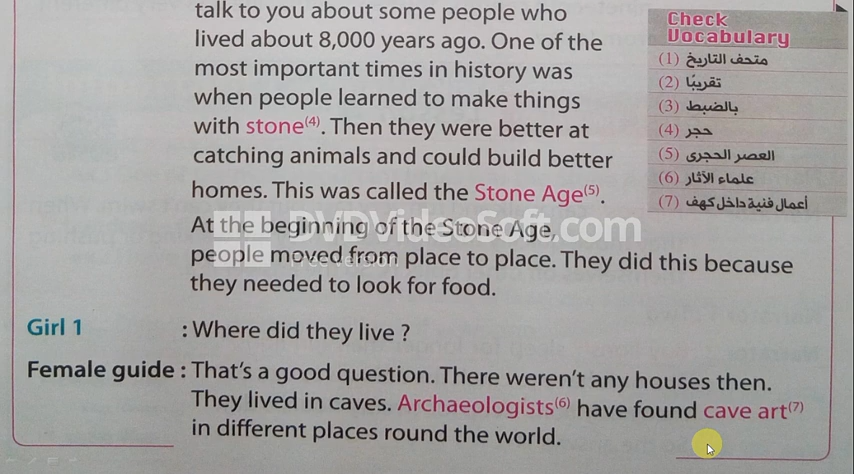 talk to you about some people who
lived about 8,000 years ago. One of the
most important times in history was
when people learned to make things
with stone(4). Then they were better at
catching animals and could build better
homes. This was called the Stone Age(5).
At the beginning of the Stone Age,
people moved from place to place. They did this because
they needed to look for food.
Girl 1 : Where did they live ?
Female guide : That's a good question. There weren't any houses then.
They lived in caves. Archaeologists(6) have found cave art(7)
in different places round the world.
Check
Vocabulary
(1) متحف التاريخ
(2) تقريبًا
(3) بالضبط
(4) حجر
(5) العصر الحجرى
(6) علماء الآثار
(7) أعمال فنية داخل كهف
DVDVideoSoft.com
Free version